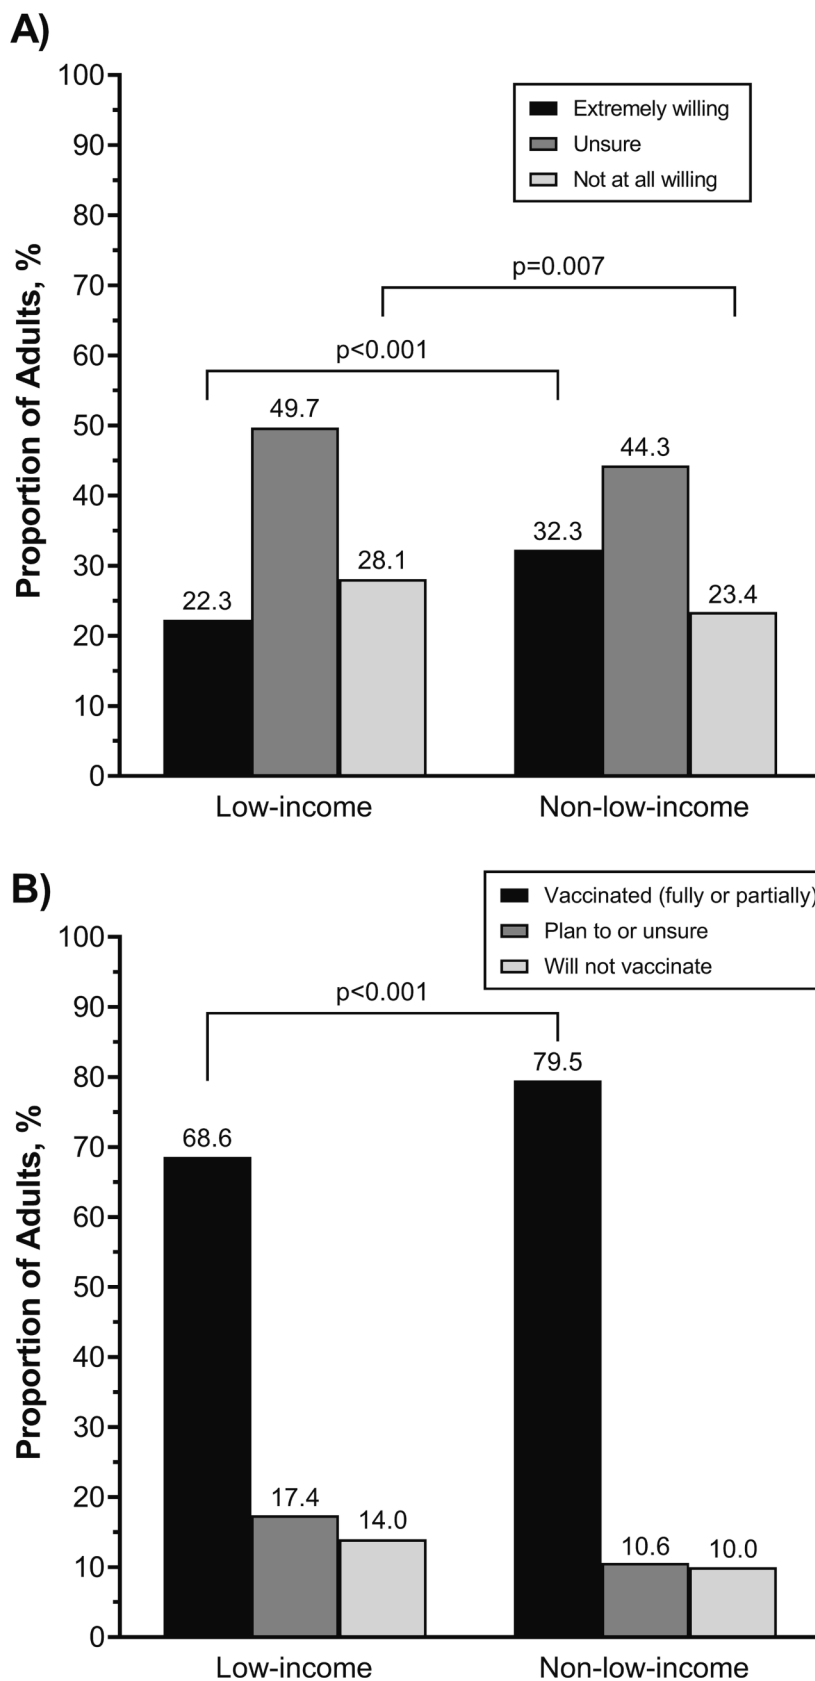 A)
100
90
80
70
60
50
40
30
20
10
0
Proportion of Adults, %
Extremely willing
Unsure
Not at all willing
p=0.007
p<0.001
49.7
44.3
32.3
28.1
22.3
23.4
Low-income Non-low-income
B)
100
90
80
70
60
50
40
30
20
10
0
Proportion of Adults, %
Vaccinated (fully or partially)
Plan to or unsure
Will not vaccinate
p<0.001
79.5
68.6
17.4
14.0
10.6
10.0
Low-income Non-low-income